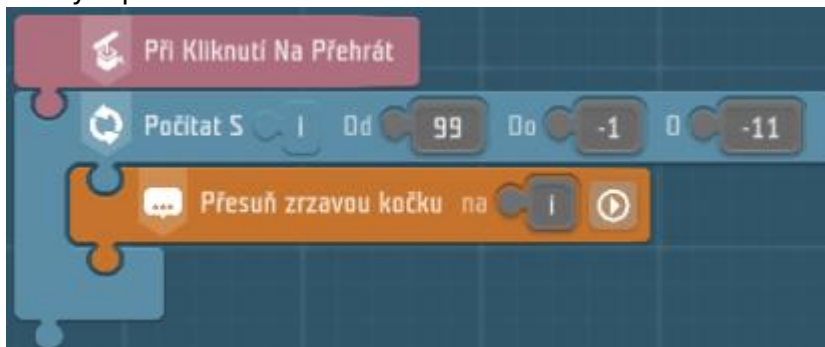 Při Kliknutí Na Přehrát
Počítat S i Od 99 Do -1 O -11
Přesuň zrzavou kočku na i